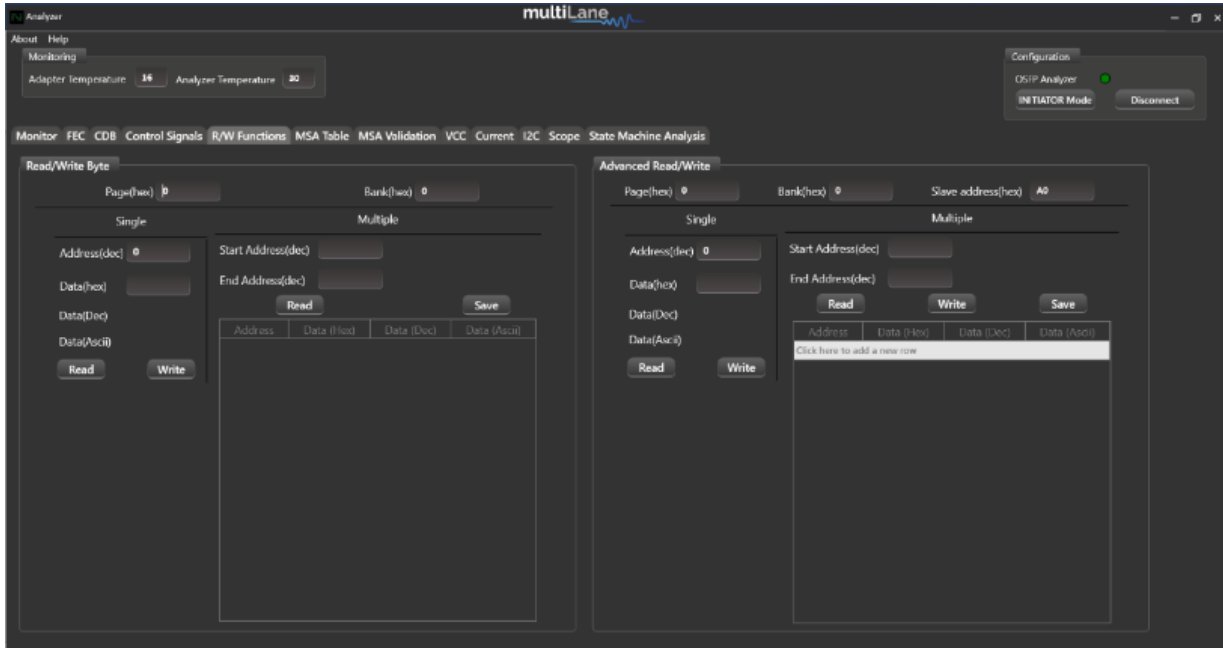 Analyzer
multiLane
About Help
Monitoring
Adapter Temperature 16 Analyzer Temperature 30
Configuration
OSFP Analyzer
INITIATOR Mode Disconnect
Monitor FEC CDB Control Signals R/W Functions MSA Table MSA Validation VCC Current I2C Scope State Machine Analysis
Read/Write Byte
Page(hex) 0 Bank(hex) 0
Single Multiple
Address(dec) 0 Start Address(dec)
Data(hex) End Address(dec)
Data(Dec) Read Save
Data(Ascii) Address Data (Hex) Data (Dec) Data (Ascii)
Read Write
Advanced Read/Write
Page(hex) 0 Bank(hex) 0 Slave address(hex) A0
Single Multiple
Address(dec) 0 Start Address(dec)
Data(hex) End Address(dec)
Data(Dec) Read Write Save
Data(Ascii) Address Data (Hex) Data (Dec) Data (Ascii)
Click here to add a new row
Read Write